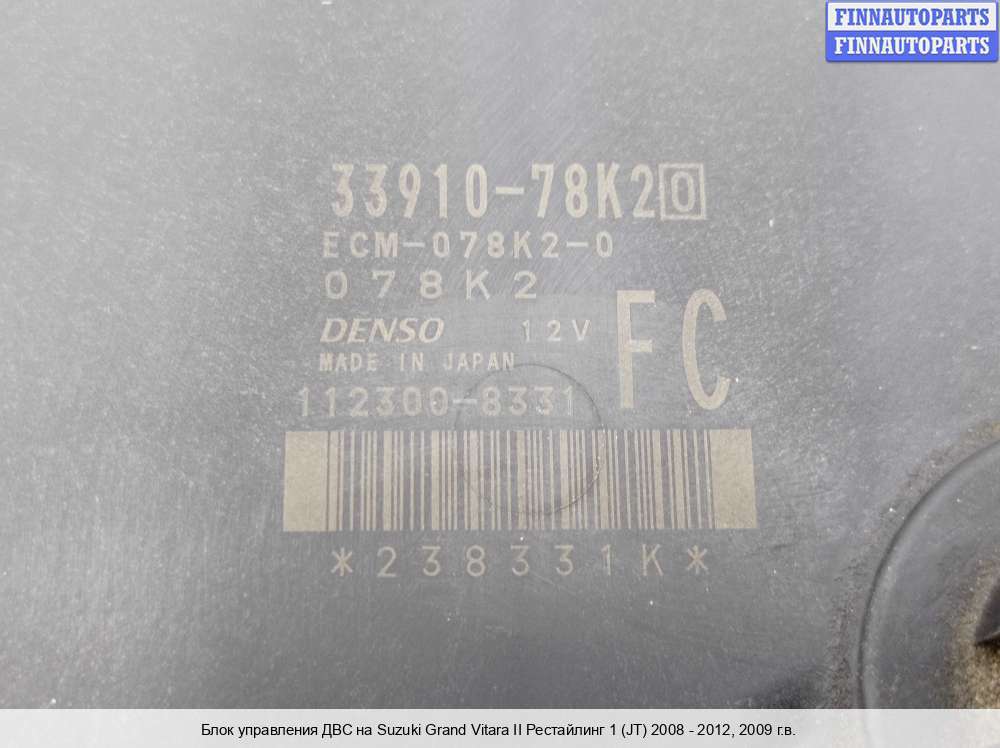 FINNAUTOPARTS
FINNAUTOPARTS
33910-78K20
ECM-078K2-0
078K2
DENSO 12V FC
MADE IN JAPAN
112300-8331
*238331K*
Блок управления ДВС на Suzuki Grand Vitara II Рестайлинг 1 (JT) 2008 - 2012, 2009 г.в.